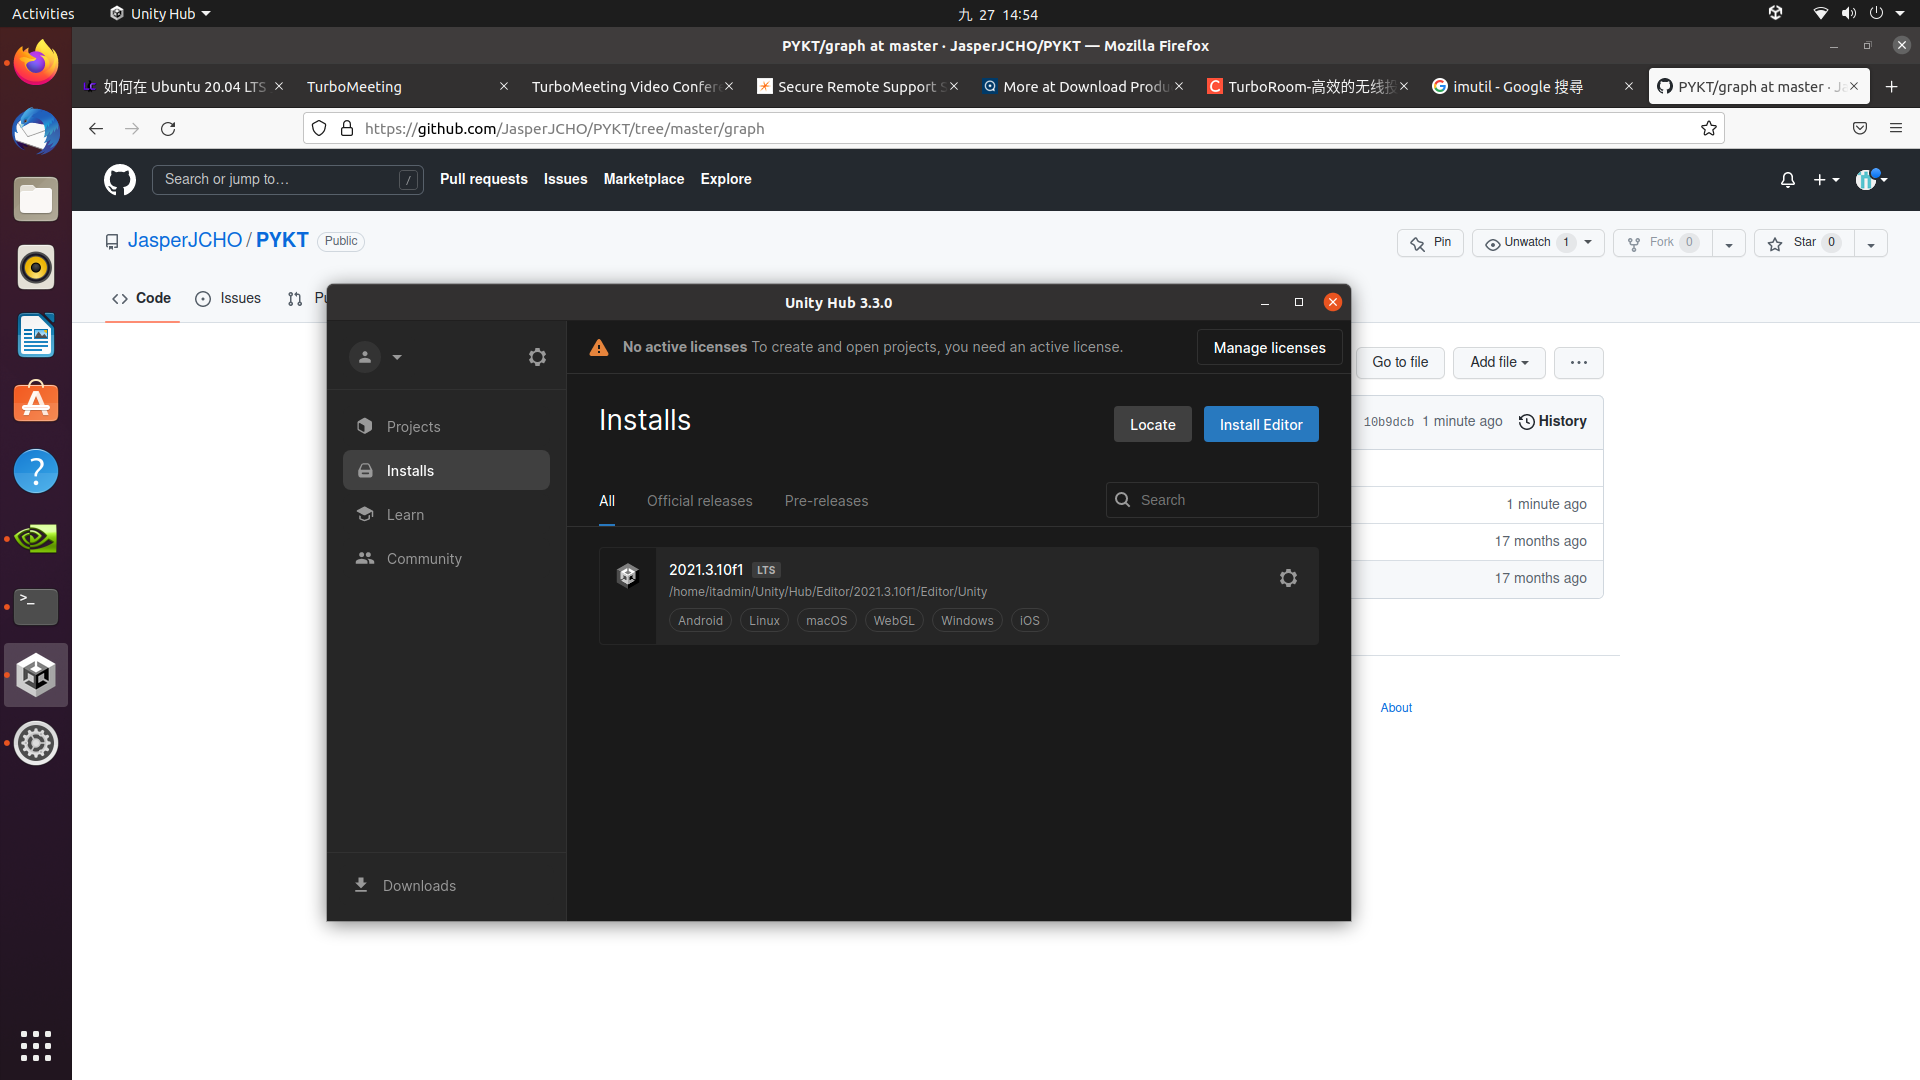 Activities
Unity Hub
九 27 14:54
PYKT/graph at master · JasperJCHO/PYKT — Mozilla Firefox
如何在 Ubuntu 20.04 LTS
TurboMeeting
TurboMeeting Video Confer
Secure Remote Support S
More at Download Produ
TurboRoom-高效的无线投
imutil - Google 搜尋
PYKT/graph at master · Ja
https://github.com/JasperJCHO/PYKT/tree/master/graph
Search or jump to…
/
Pull requests
Issues
Marketplace
Explore
JasperJCHO / PYKT
Public
Pin
Unwatch 1
Fork 0
Star 0
Code
Issues
Pu
Unity Hub 3.3.0
No active licenses To create and open projects, you need an active license.
Manage licenses
Go to file
Add file
Installs
Locate
Install Editor
10b9dcb 1 minute ago
History
Projects
Installs
Learn
Community
All
Official releases
Pre-releases
Search
1 minute ago
17 months ago
17 months ago
2021.3.10f1 LTS
/home/itadmin/Unity/Hub/Editor/2021.3.10f1/Editor/Unity
Android
Linux
macOS
WebGL
Windows
iOS
About
Downloads